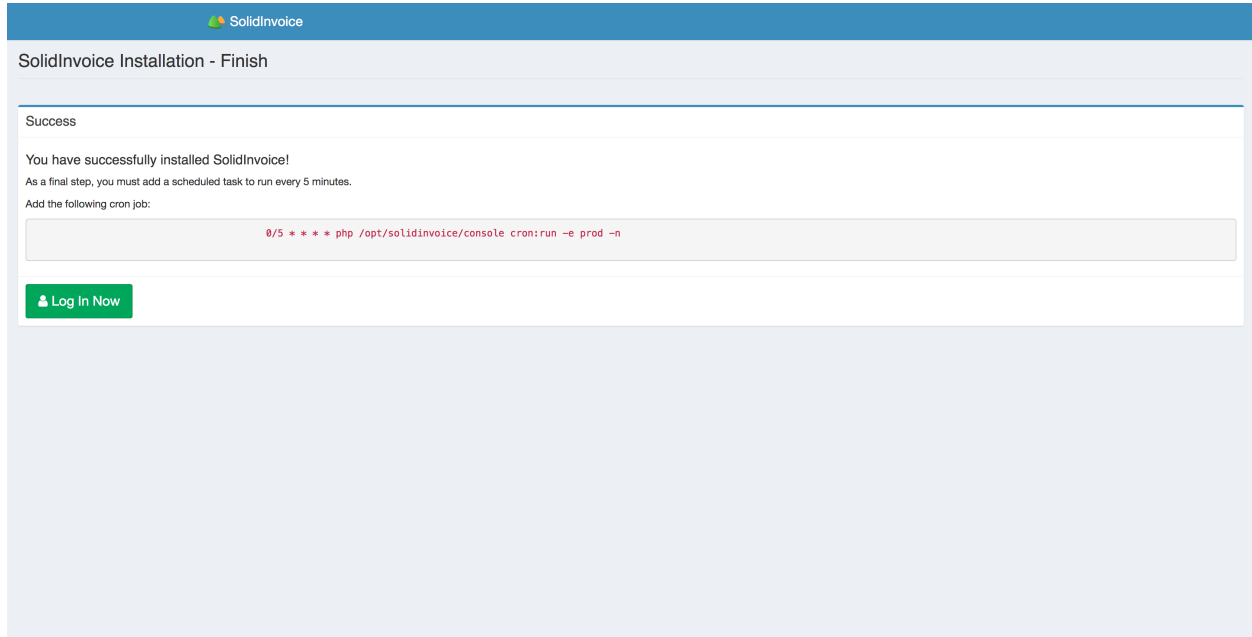 SolidInvoice
SolidInvoice Installation - Finish
Success
You have successfully installed SolidInvoice!
As a final step, you must add a scheduled task to run every 5 minutes.
Add the following cron job:
0/5 * * * * php /opt/solidinvoice/console cron:run -e prod -n
Log In Now